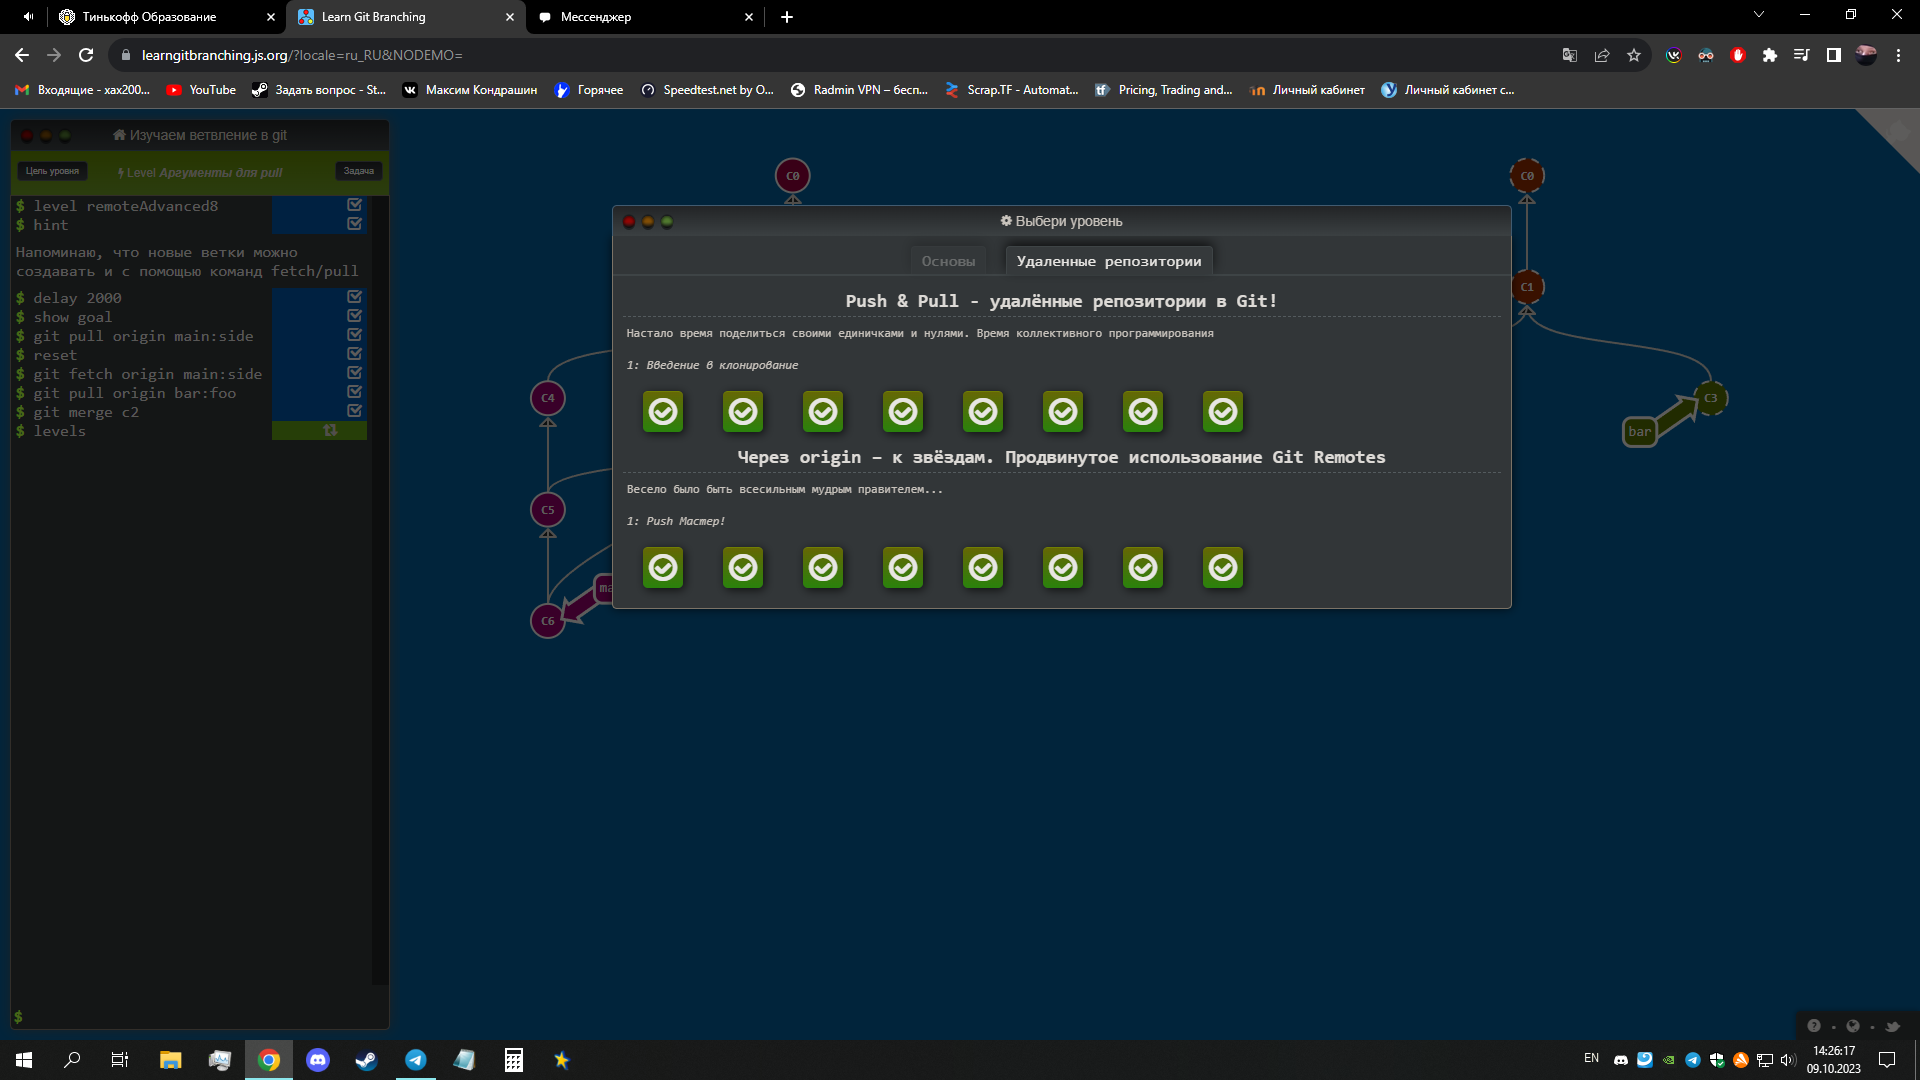 Тинькофф Образование
Learn Git Branching
Мессенджер
learngitbranching.js.org/?locale=ru_RU&NODEMO=
Входящие - xax200...
YouTube
Задать вопрос - St...
Максим Кондрашин
Горячее
Speedtest.net by O...
Radmin VPN – бесп...
Scrap.TF - Automat...
Pricing, Trading and...
Личный кабинет
Личный кабинет с...
Изучаем ветвление в git
Цель уровня
Level Аргументы для pull
Задача
$ level remoteAdvanced8
$ hint
Напоминаю, что новые ветки можно
создавать и с помощью команд fetch/pull
$ delay 2000
$ show goal
$ git pull origin main:side
$ reset
$ git fetch origin main:side
$ git pull origin bar:foo
$ git merge c2
$ levels
$
C0
C4
C5
C6
ma
Выбери уровень
Основы
Удаленные репозитории
Push & Pull - удалённые репозитории в Git!
Настало время поделиться своими единичками и нулями. Время коллективного программирования
1: Введение в клонирование
Через origin – к звёздам. Продвинутое использование Git Remotes
Весело было быть всесильным мудрым правителем...
1: Push Мастер!
C0
C1
C3
bar
EN
14:26:17
09.10.2023